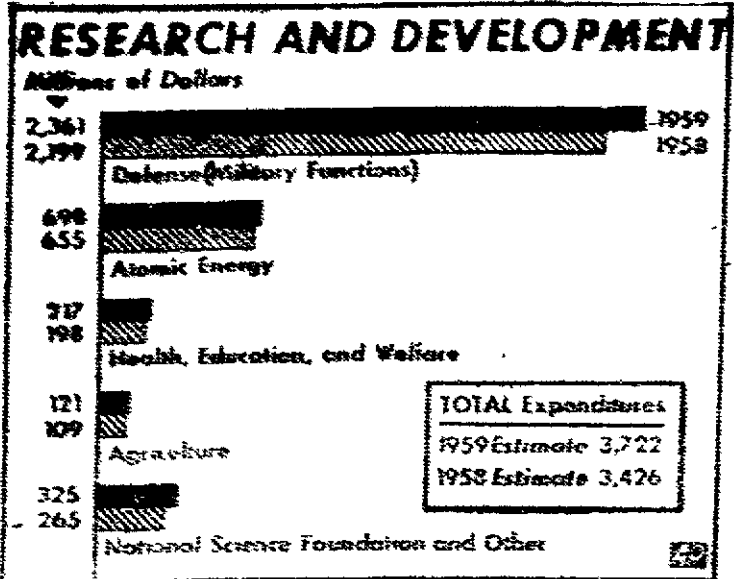 RESEARCH AND DEVELOPMENT
Millions of Dollars
2,361 1959
2,199 1958
Defense (Military Functions)
698
655
Atomic Energy
217
198
Health, Education, and Welfare
121
109
Agriculture
325
265
National Science Foundation and Other
TOTAL Expenditures
1959 Estimate 3,722
1958 Estimate 3,426